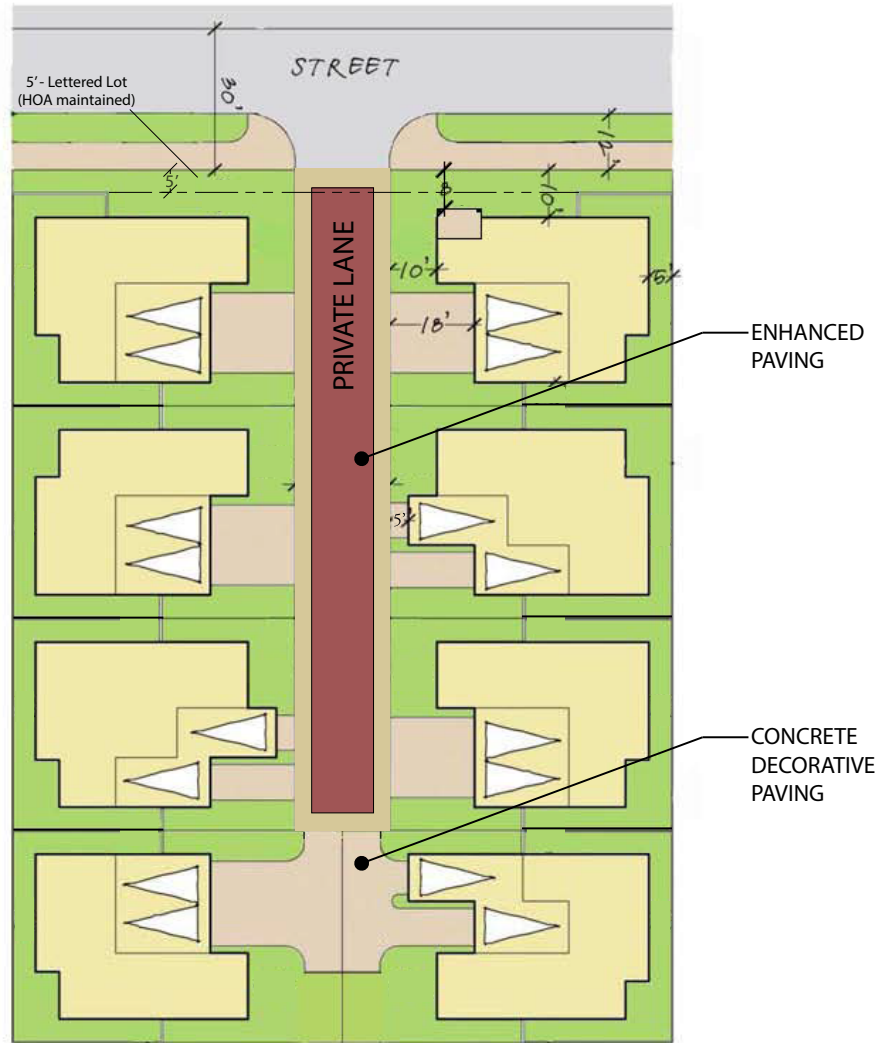 STREET
5' - Lettered Lot
(HOA maintained)
30'
12'
5'
8'
10'
10'
5'
18'
PRIVATE LANE
ENHANCED
PAVING
5'
CONCRETE
DECORATIVE
PAVING